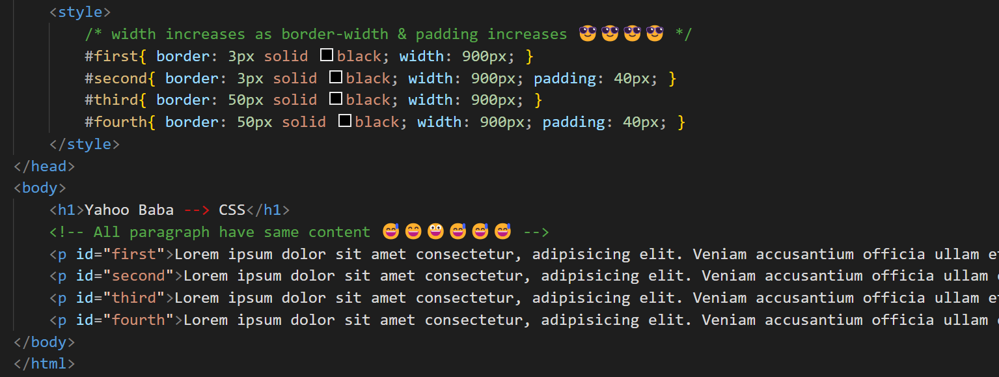 <style>
/* width increases as border-width & padding increases 😎😎😎😎 */
#first{ border: 3px solid black; width: 900px; }
#second{ border: 3px solid black; width: 900px; padding: 40px; }
#third{ border: 50px solid black; width: 900px; }
#fourth{ border: 50px solid black; width: 900px; padding: 40px; }
</style>
</head>
<body>
<h1>Yahoo Baba --> CSS</h1>
<!-- All paragraph have same content 😅😄😀😅😅😅 -->
<p id="first">Lorem ipsum dolor sit amet consectetur, adipisicing elit. Veniam accusantium officia ullam
<p id="second">Lorem ipsum dolor sit amet consectetur, adipisicing elit. Veniam accusantium officia ullam
<p id="third">Lorem ipsum dolor sit amet consectetur, adipisicing elit. Veniam accusantium officia ullam
<p id="fourth">Lorem ipsum dolor sit amet consectetur, adipisicing elit. Veniam accusantium officia ullam
</body>
</html>